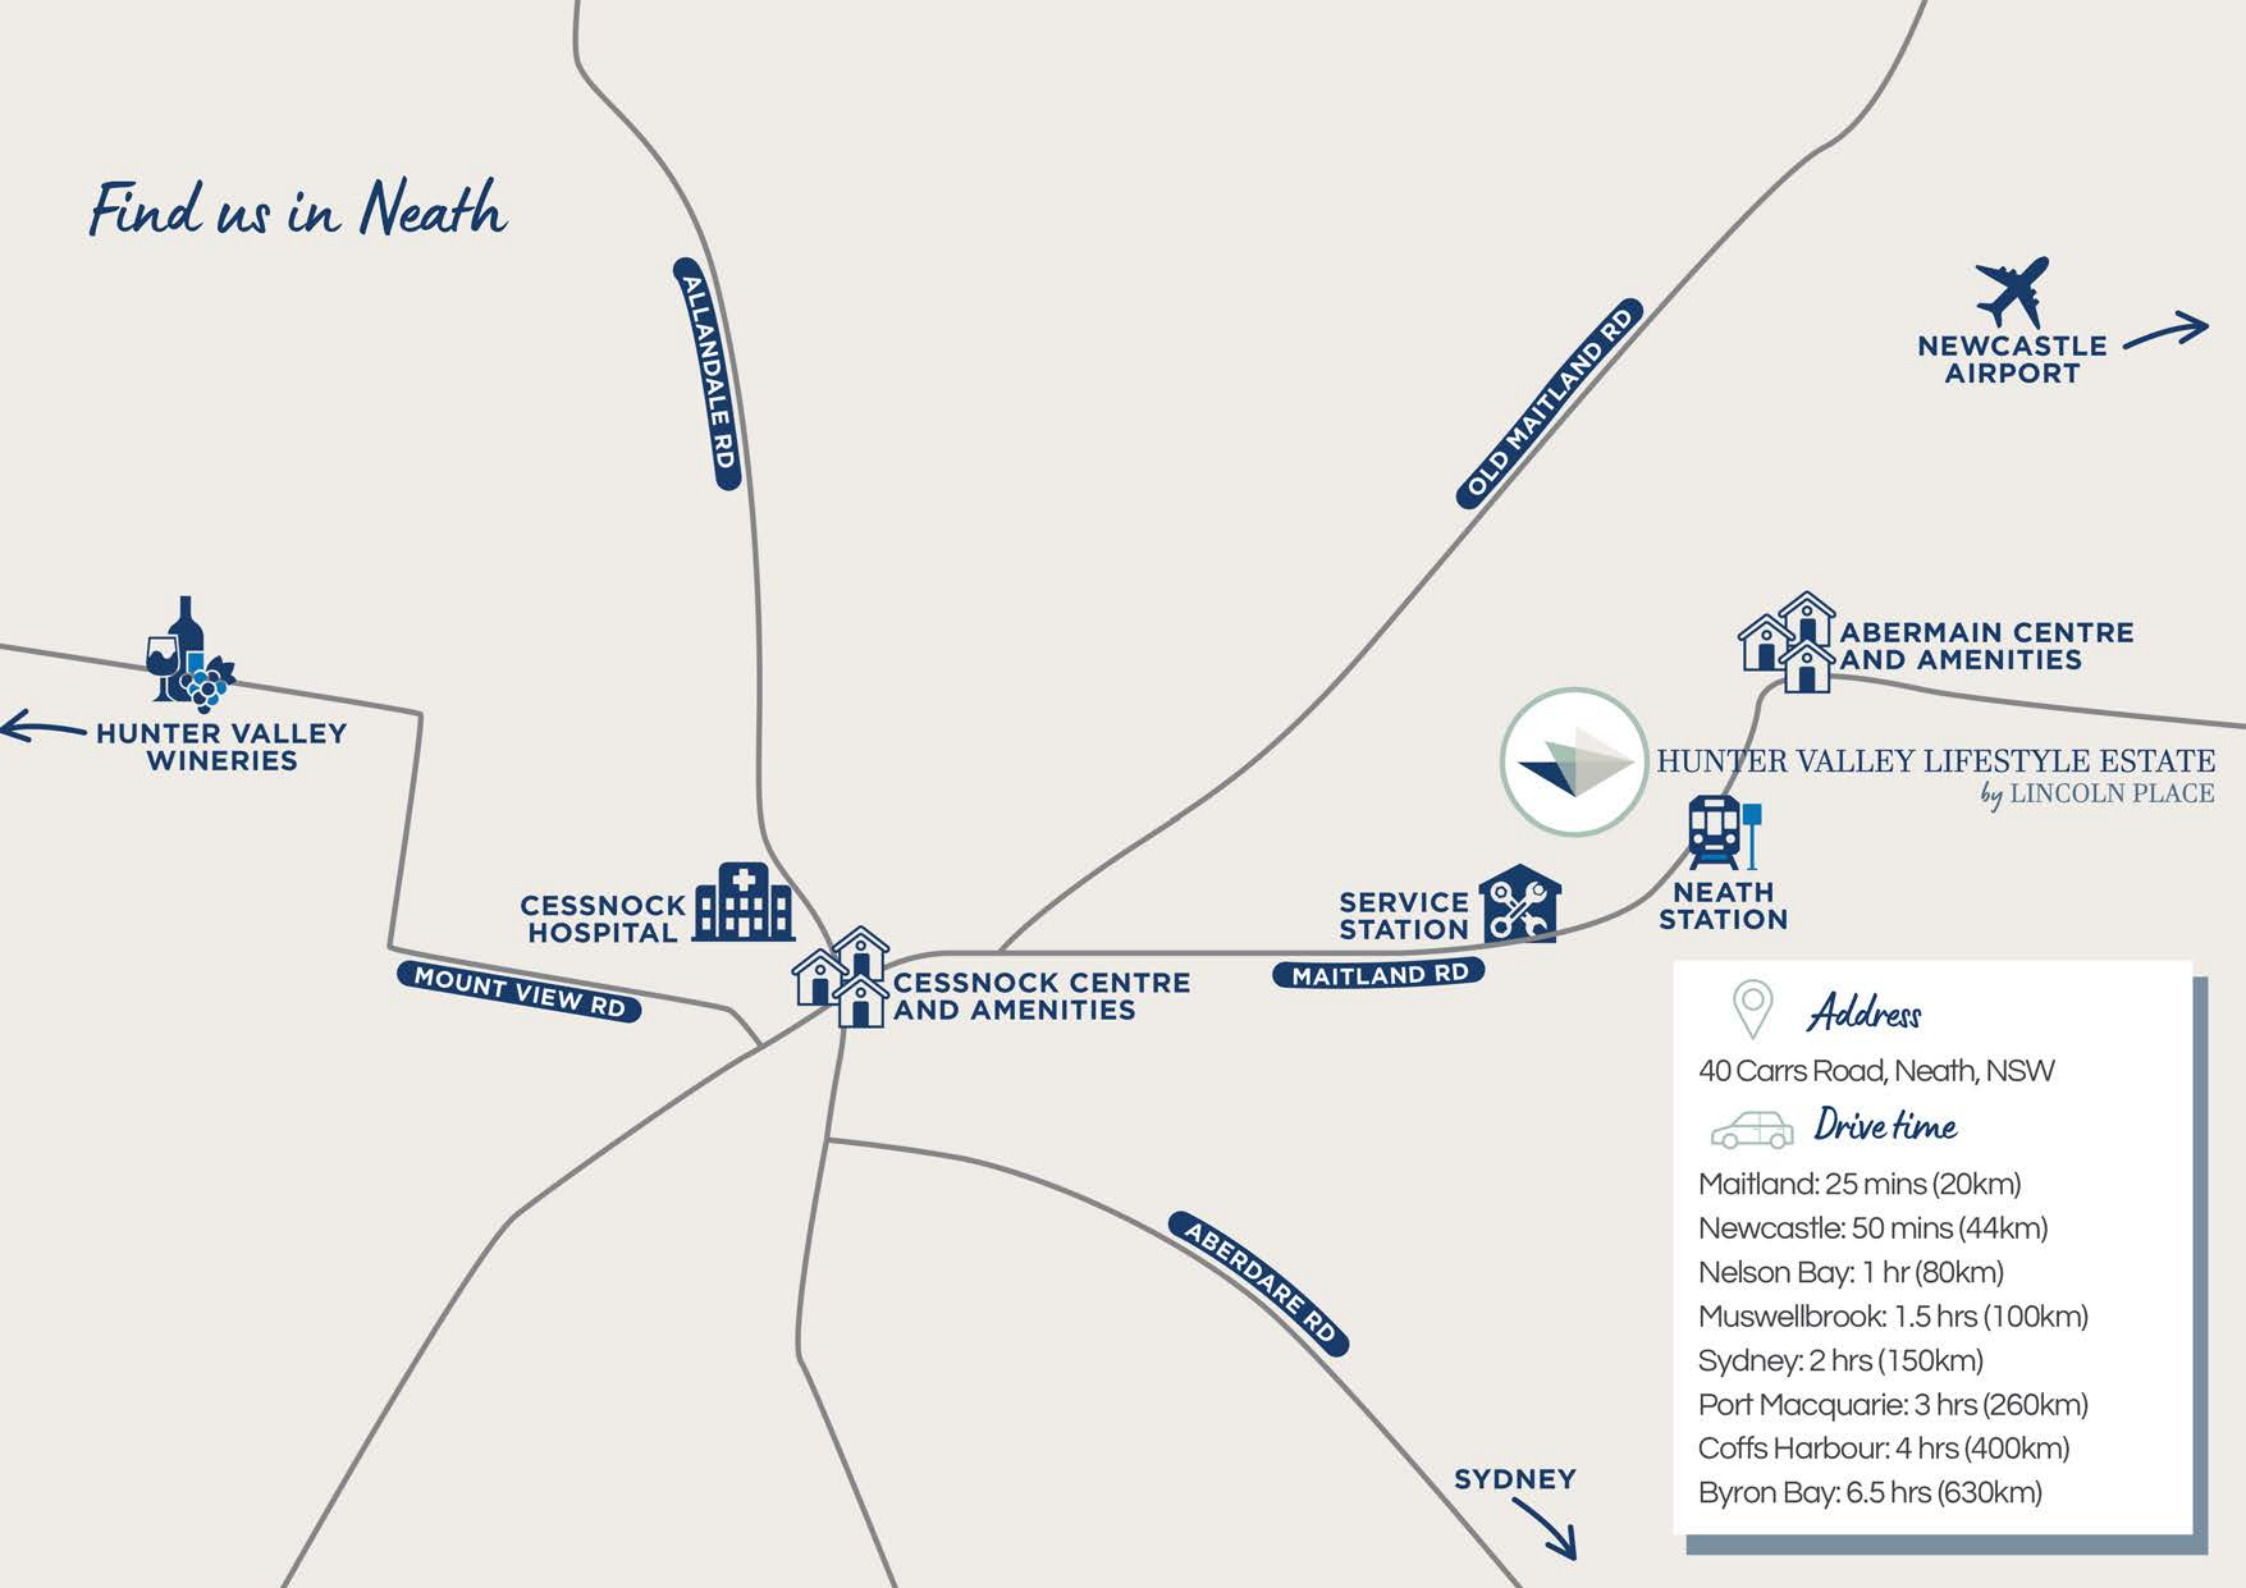 Find us in Neath
ALLANDALE RD
OLD MAITLAND RD
NEWCASTLE
AIRPORT
HUNTER VALLEY
WINERIES
ABERMAIN CENTRE
AND AMENITIES
HUNTER VALLEY LIFESTYLE ESTATE
by LINCOLN PLACE
CESSNOCK
HOSPITAL
SERVICE
STATION
NEATH
STATION
MOUNT VIEW RD
CESSNOCK CENTRE
AND AMENITIES
MAITLAND RD
Address
40 Carrs Road, Neath, NSW
Drive time
Maitland: 25 mins (20km)
Newcastle: 50 mins (44km)
Nelson Bay: 1 hr (80km)
Muswellbrook: 1.5 hrs (100km)
Sydney: 2 hrs (150km)
Port Macquarie: 3 hrs (260km)
Coffs Harbour: 4 hrs (400km)
Byron Bay: 6.5 hrs (630km)
ABERDARE RD
SYDNEY